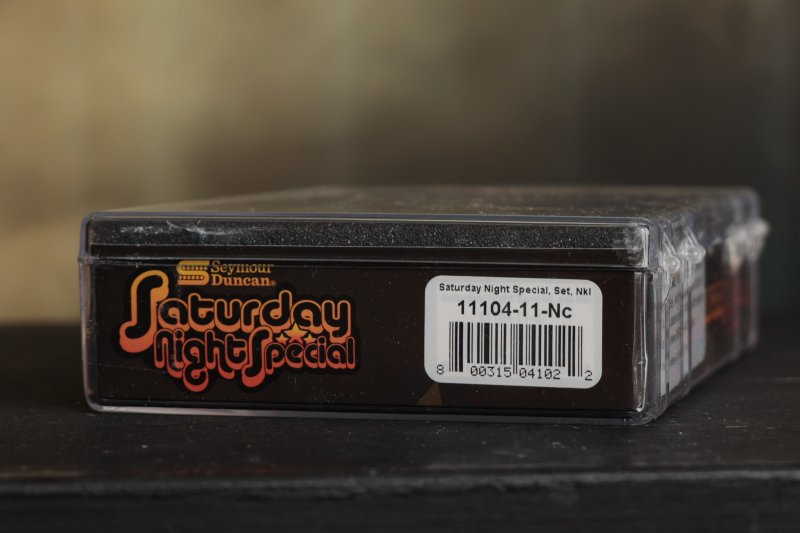 Seymour
Duncan®
Saturday
Night Special
Saturday Night Special, Set, Nkl
11104-11-Nc
8 00315 04102 2